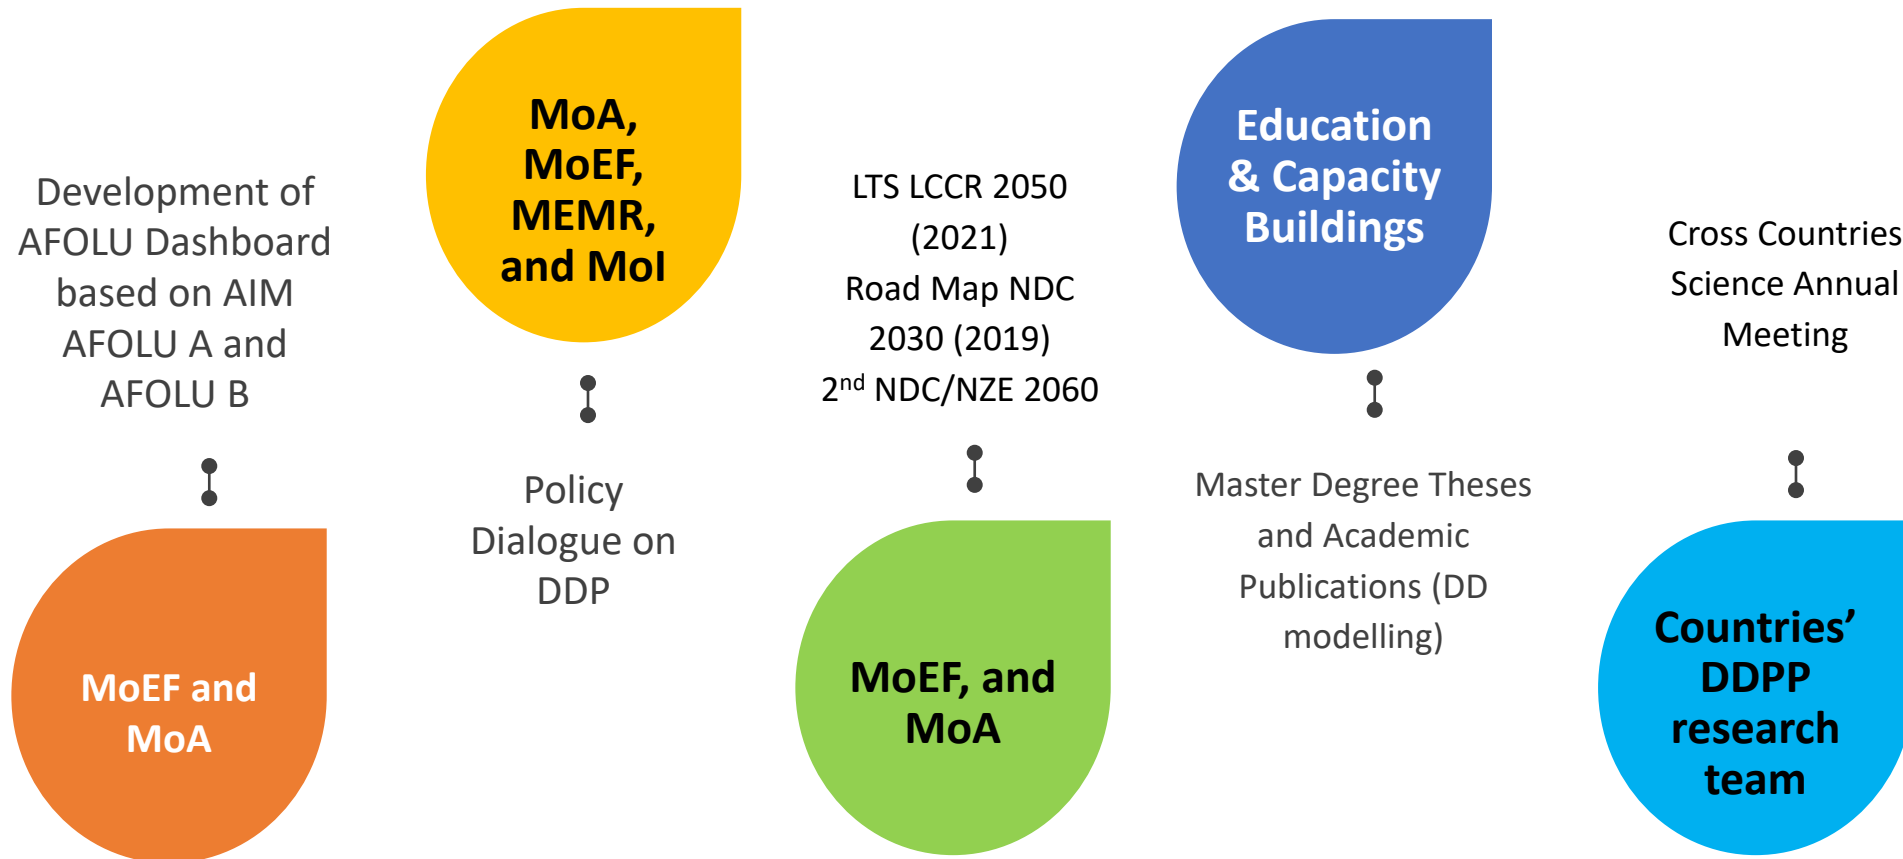 Development of
AFOLU Dashboard
based on AIM
AFOLU A and
AFOLU B
MoEF and
MoA
MoA,
MoEF,
MEMR,
and MoI
Policy
Dialogue on
DDP
LTS LCCR 2050
(2021)
Road Map NDC
2030 (2019)
2nd NDC/NZE 2060
MoEF, and
MoA
Education
& Capacity
Buildings
Master Degree Theses
and Academic
Publications (DD
modelling)
Cross Countries
Science Annual
Meeting
Countries’
DDPP
research
team